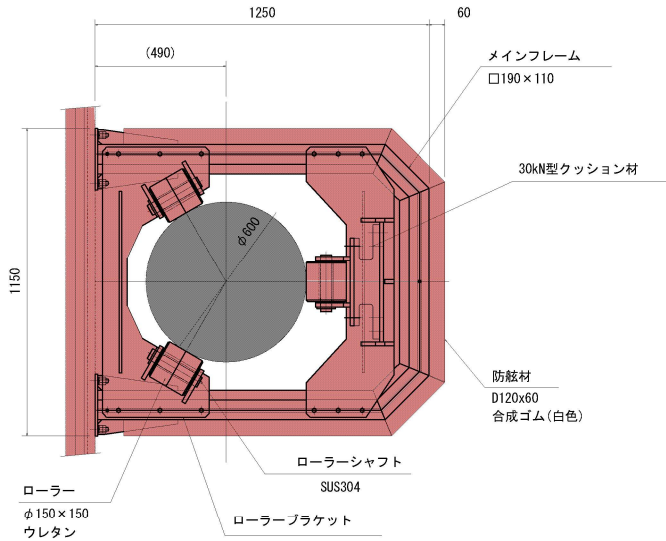 1250
60
(490)
メインフレーム
□190×110
30kN型クッション材
φ600
1150
防舷材
D120x60
合成ゴム(白色)
ローラーシャフト
SUS304
ローラー
φ150×150
ウレタン
ローラーブラケット